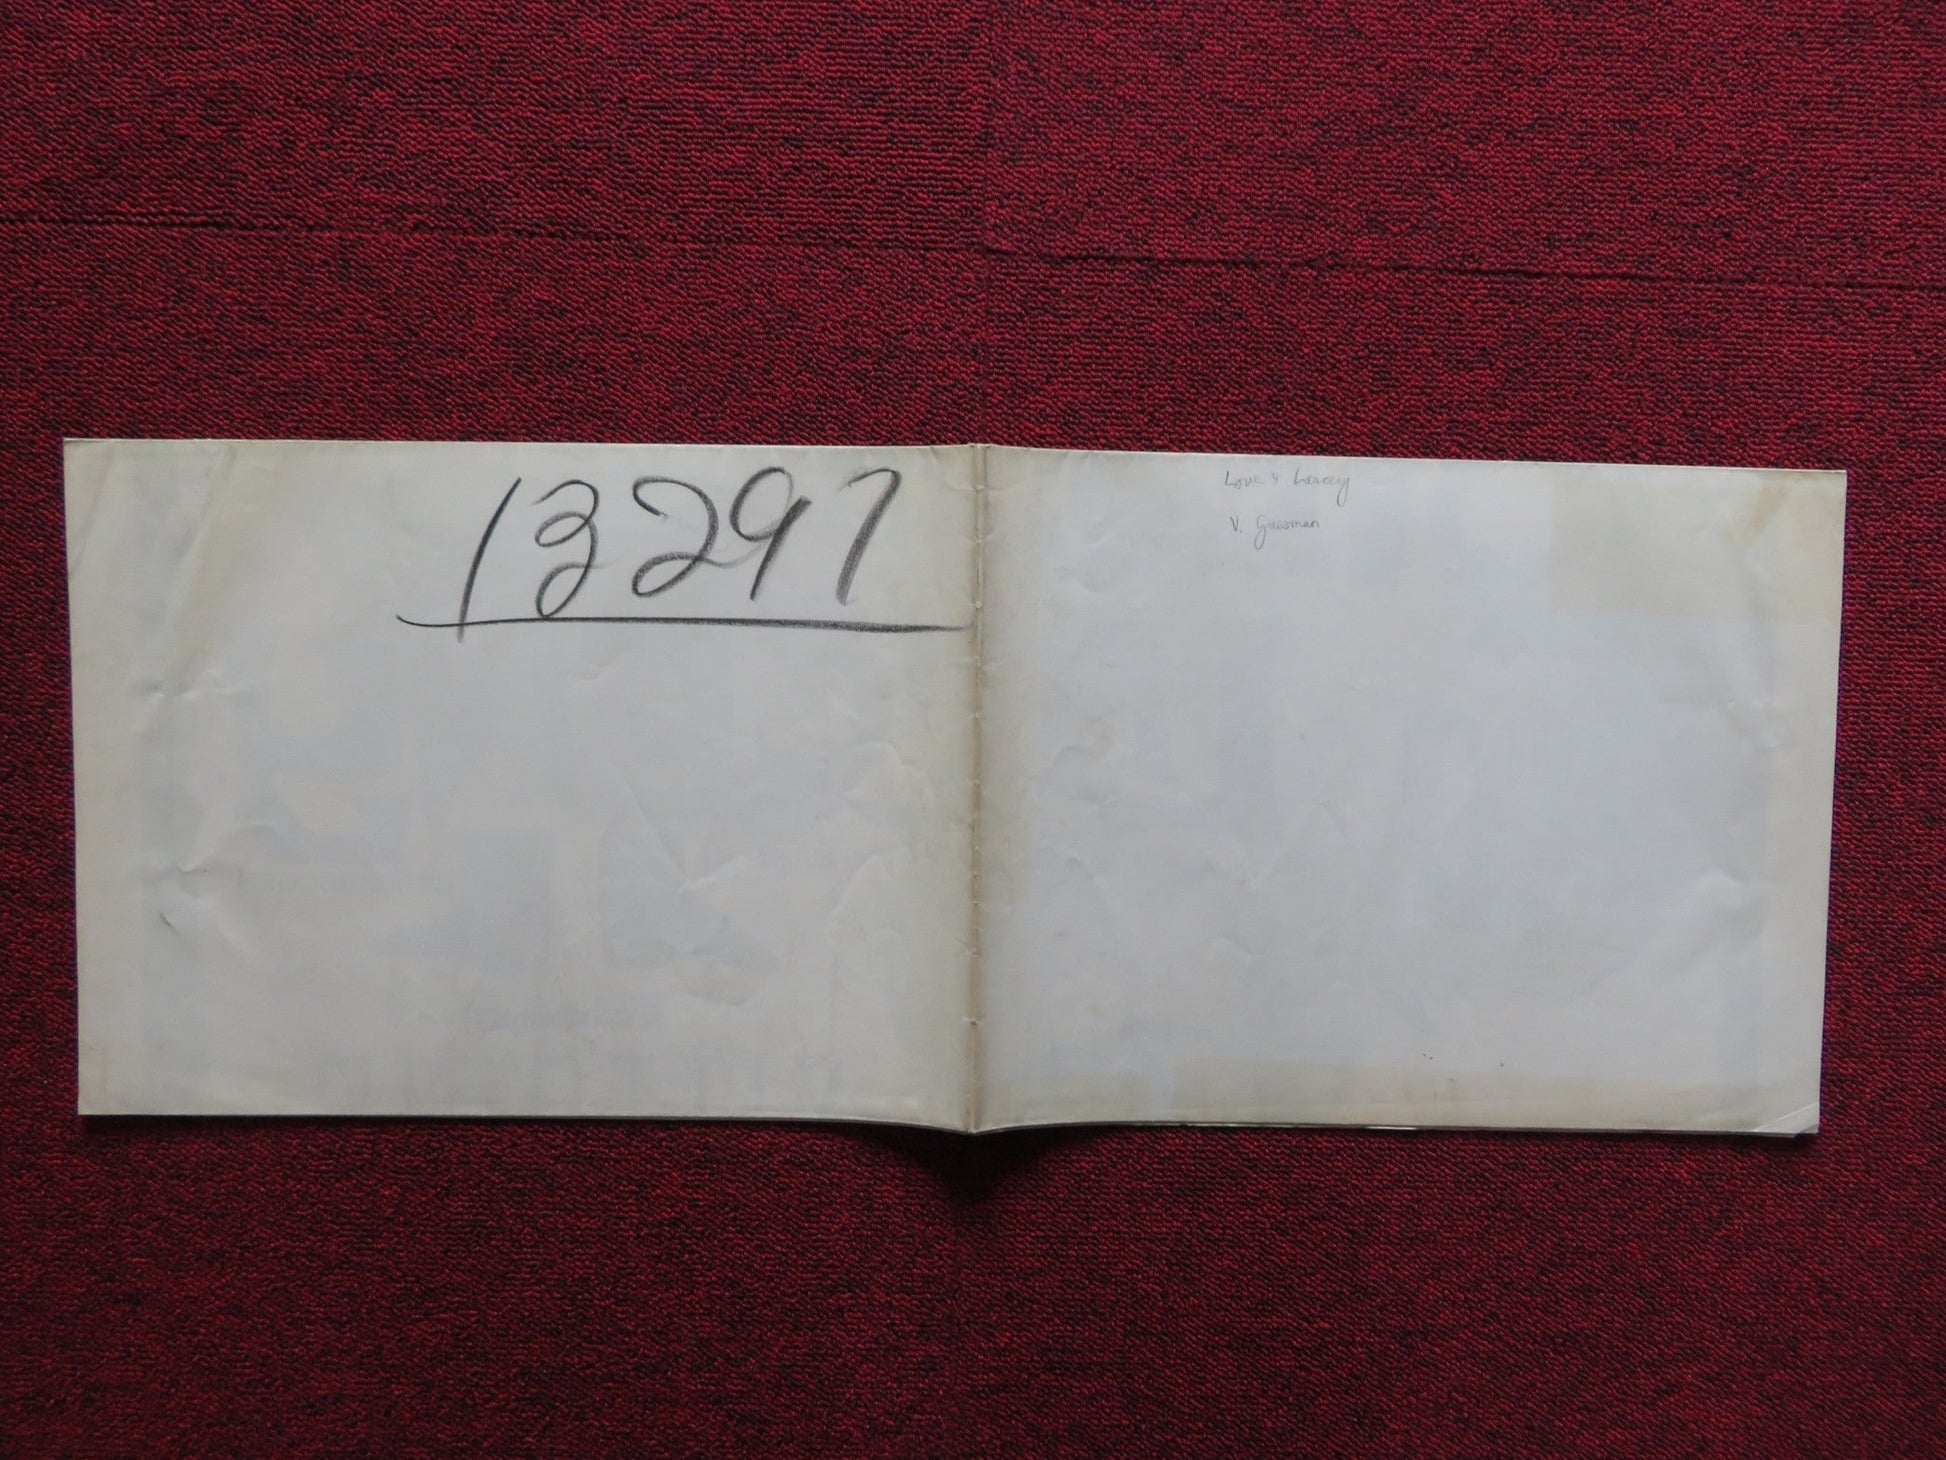 13297
Love & Larceny
V. Gassman